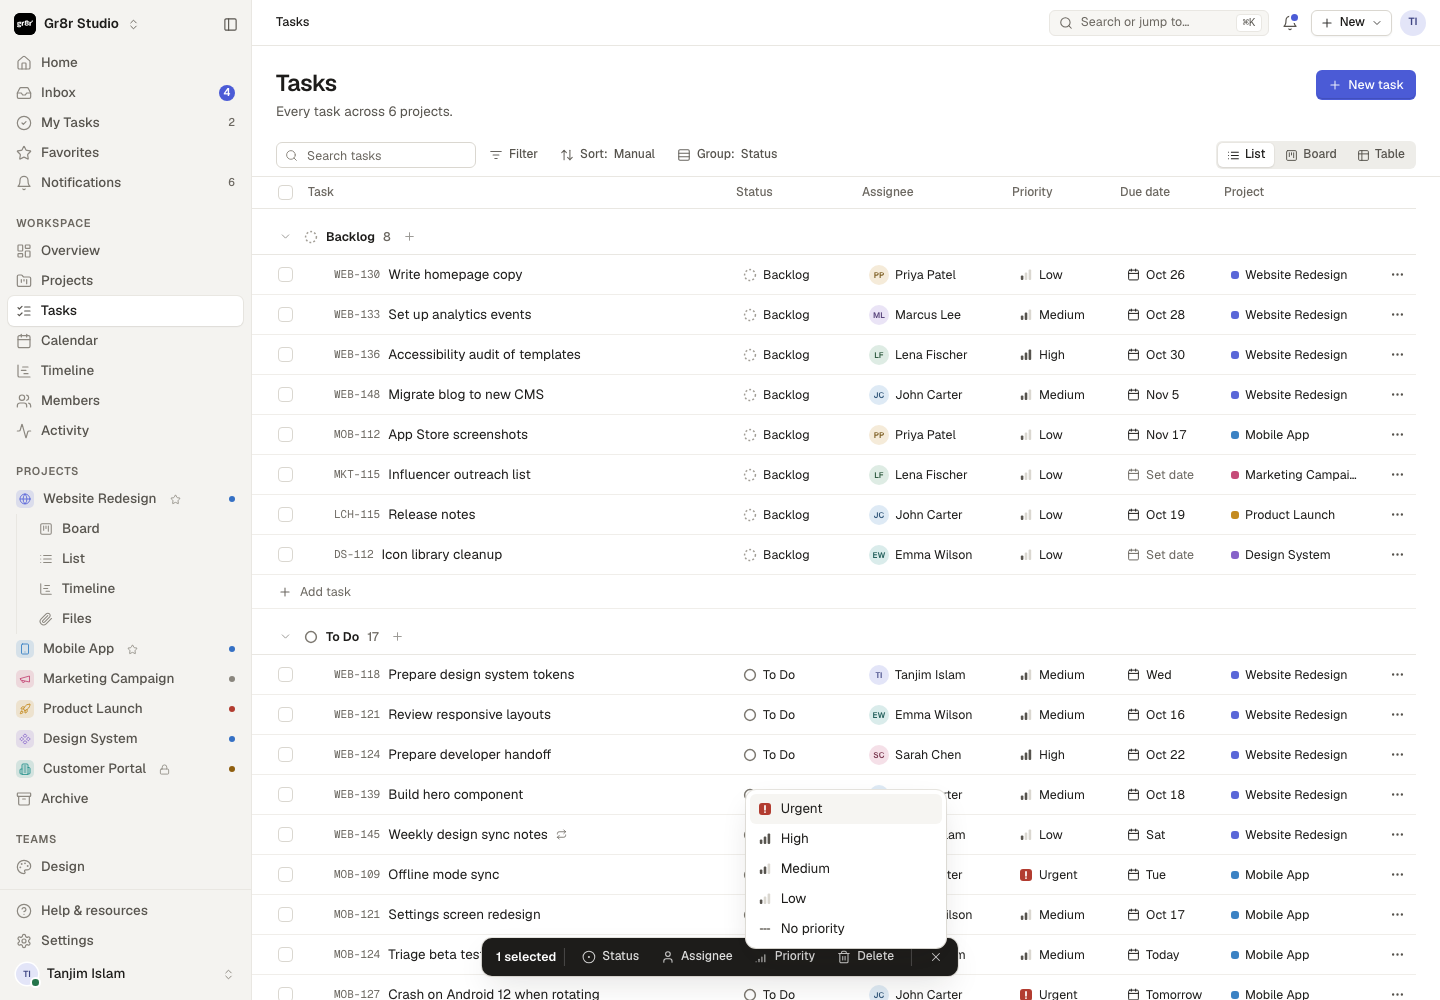 gr8r
Gr8r Studio
Home
Inbox 4
My Tasks 2
Favorites
Notifications 6
WORKSPACE
Overview
Projects
Tasks
Calendar
Timeline
Members
Activity
PROJECTS
Website Redesign
Board
List
Timeline
Files
Mobile App
Marketing Campaign
Product Launch
Design System
Customer Portal
Archive
TEAMS
Design
Help & resources
Settings
TI Tanjim Islam
Tasks
Search or jump to... ⌘K
New
TI
Tasks
Every task across 6 projects.
New task
Search tasks
Filter
Sort: Manual
Group: Status
List
Board
Table
Task Status Assignee Priority Due date Project
Backlog 8
WEB-130 Write homepage copy Backlog PP Priya Patel Low Oct 26 Website Redesign
WEB-133 Set up analytics events Backlog ML Marcus Lee Medium Oct 28 Website Redesign
WEB-136 Accessibility audit of templates Backlog LF Lena Fischer High Oct 30 Website Redesign
WEB-148 Migrate blog to new CMS Backlog JC John Carter Medium Nov 5 Website Redesign
MOB-112 App Store screenshots Backlog PP Priya Patel Low Nov 17 Mobile App
MKT-115 Influencer outreach list Backlog LF Lena Fischer Low Set date Marketing Campai...
LCH-115 Release notes Backlog JC John Carter Low Oct 19 Product Launch
DS-112 Icon library cleanup Backlog EW Emma Wilson Low Set date Design System
Add task
To Do 17
WEB-118 Prepare design system tokens To Do TI Tanjim Islam Medium Wed Website Redesign
WEB-121 Review responsive layouts To Do EW Emma Wilson Medium Oct 16 Website Redesign
WEB-124 Prepare developer handoff To Do SC Sarah Chen High Oct 22 Website Redesign
WEB-139 Build hero component Medium Oct 18 Website Redesign
WEB-145 Weekly design sync notes Low Sat Website Redesign
MOB-109 Offline mode sync Urgent Tue Mobile App
MOB-121 Settings screen redesign Medium Oct 17 Mobile App
MOB-124 Triage beta Medium Today Mobile App
MOB-127 Crash on Android 12 when rotating To Do JC John Carter Urgent Tomorrow Mobile App
Urgent
High
Medium
Low
No priority
1 selected
Status
Assignee
Priority
Delete